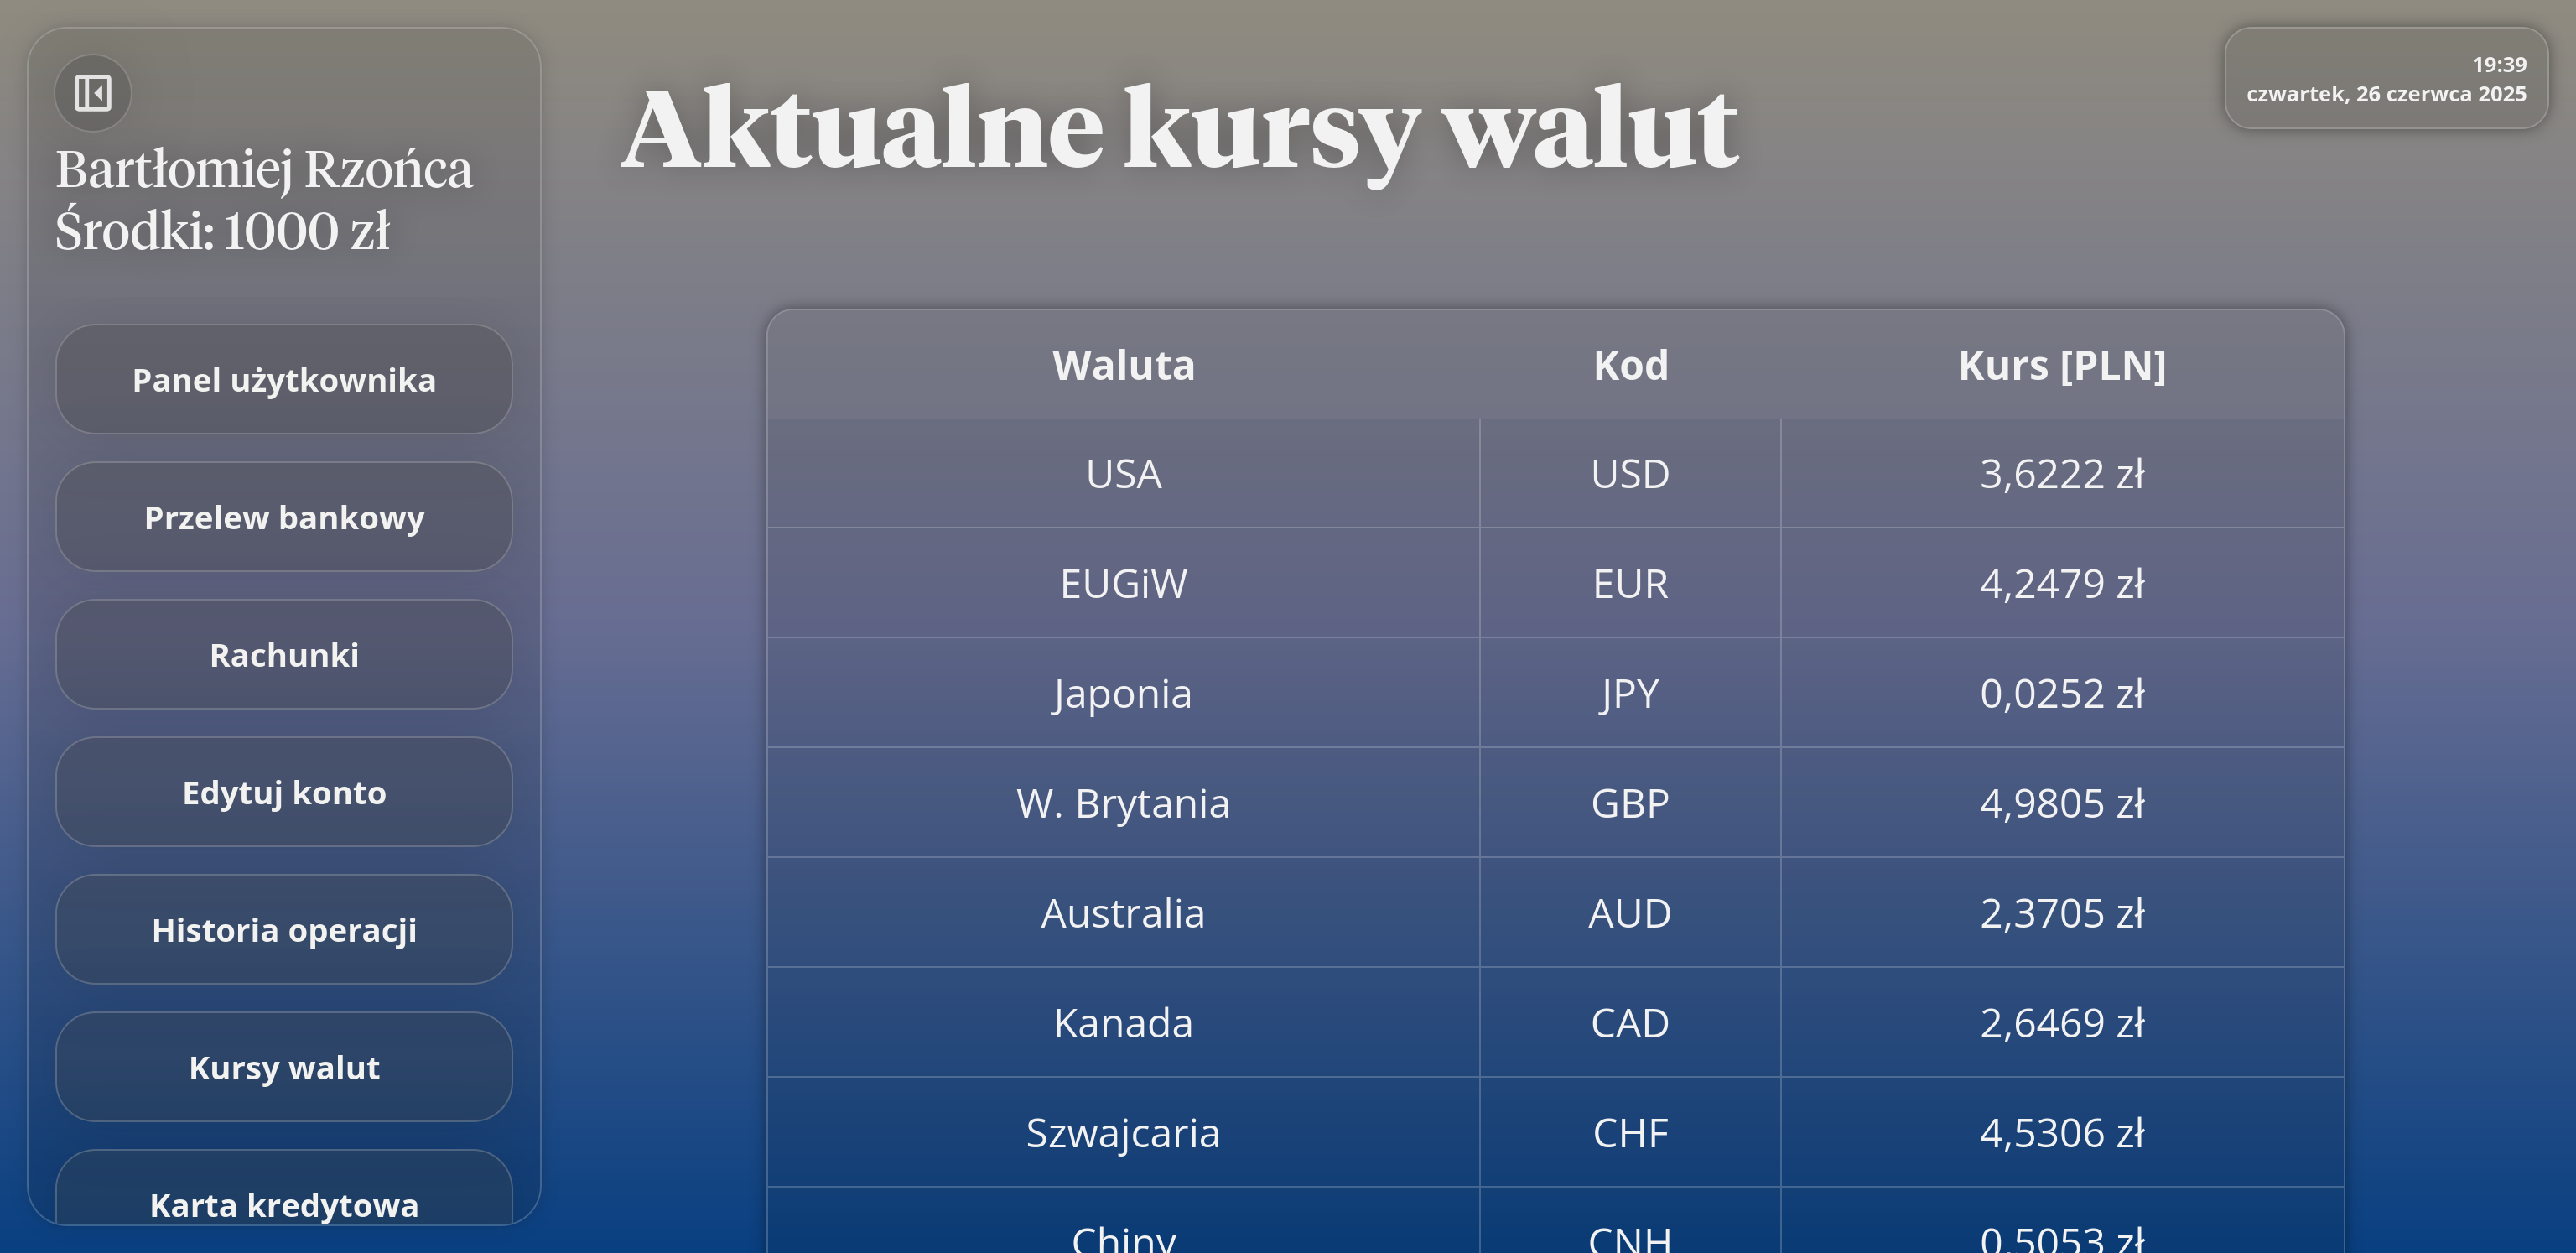 Bartłomiej Rzońca
Środki: 1000 zł
Panel użytkownika
Przelew bankowy
Rachunki
Edytuj konto
Historia operacji
Kursy walut
Karta kredytowa
Aktualne kursy walut
19:39
czwartek, 26 czerwca 2025
Waluta Kod Kurs [PLN]
USA USD 3,6222 zł
EUGiW EUR 4,2479 zł
Japonia JPY 0,0252 zł
W. Brytania GBP 4,9805 zł
Australia AUD 2,3705 zł
Kanada CAD 2,6469 zł
Szwajcaria CHF 4,5306 zł
Chiny CNH 0,5053 zł